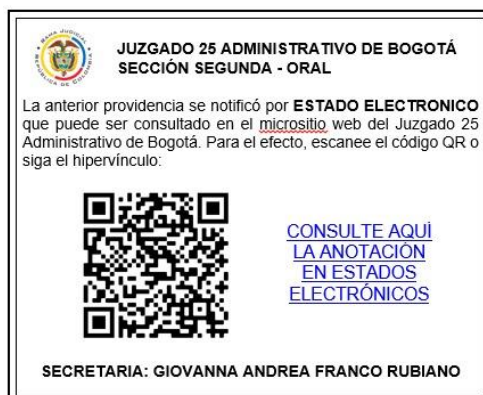 JUZGADO 25 ADMINISTRATIVO DE BOGOTÁ
SECCIÓN SEGUNDA - ORAL
La anterior providencia se notificó por ESTADO ELECTRONICO
que puede ser consultado en el micrositio web del Juzgado 25
Administrativo de Bogotá. Para el efecto, escanee el código QR o
siga el hipervínculo:
CONSULTE AQUÍ
LA ANOTACIÓN
EN ESTADOS
ELECTRÓNICOS
SECRETARIA: GIOVANNA ANDREA FRANCO RUBIANO